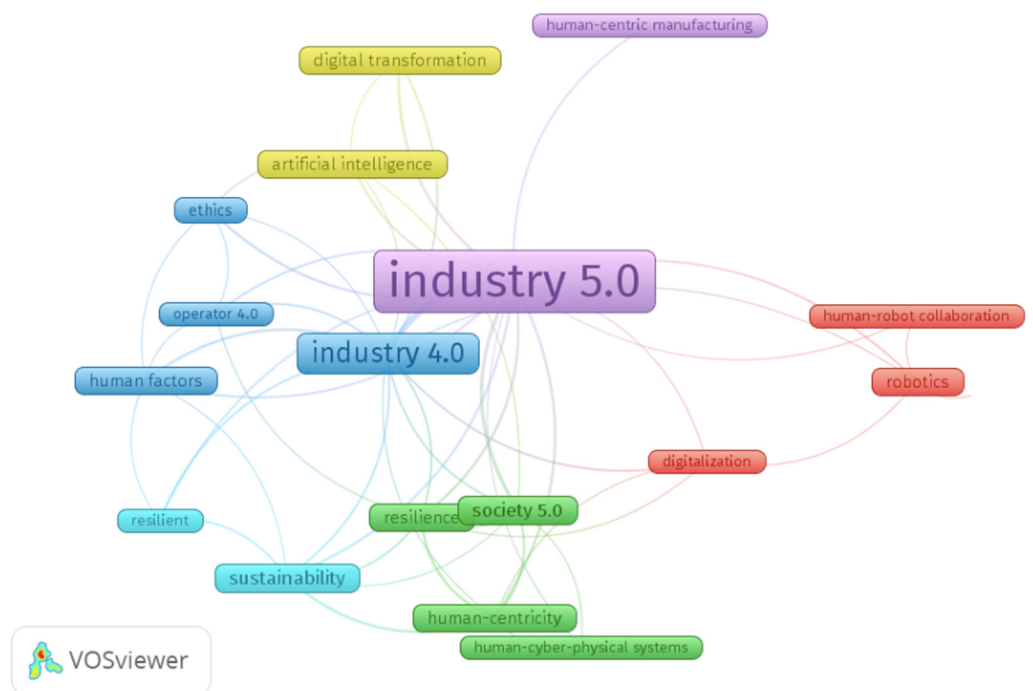 human-centric manufacturing
digital transformation
artificial intelligence
ethics
industry 5.0
operator 4.0
human-robot collaboration
industry 4.0
human factors
robotics
digitalization
resilience
society 5.0
resilient
sustainability
human-centricity
human-cyber-physical systems
VOSviewer